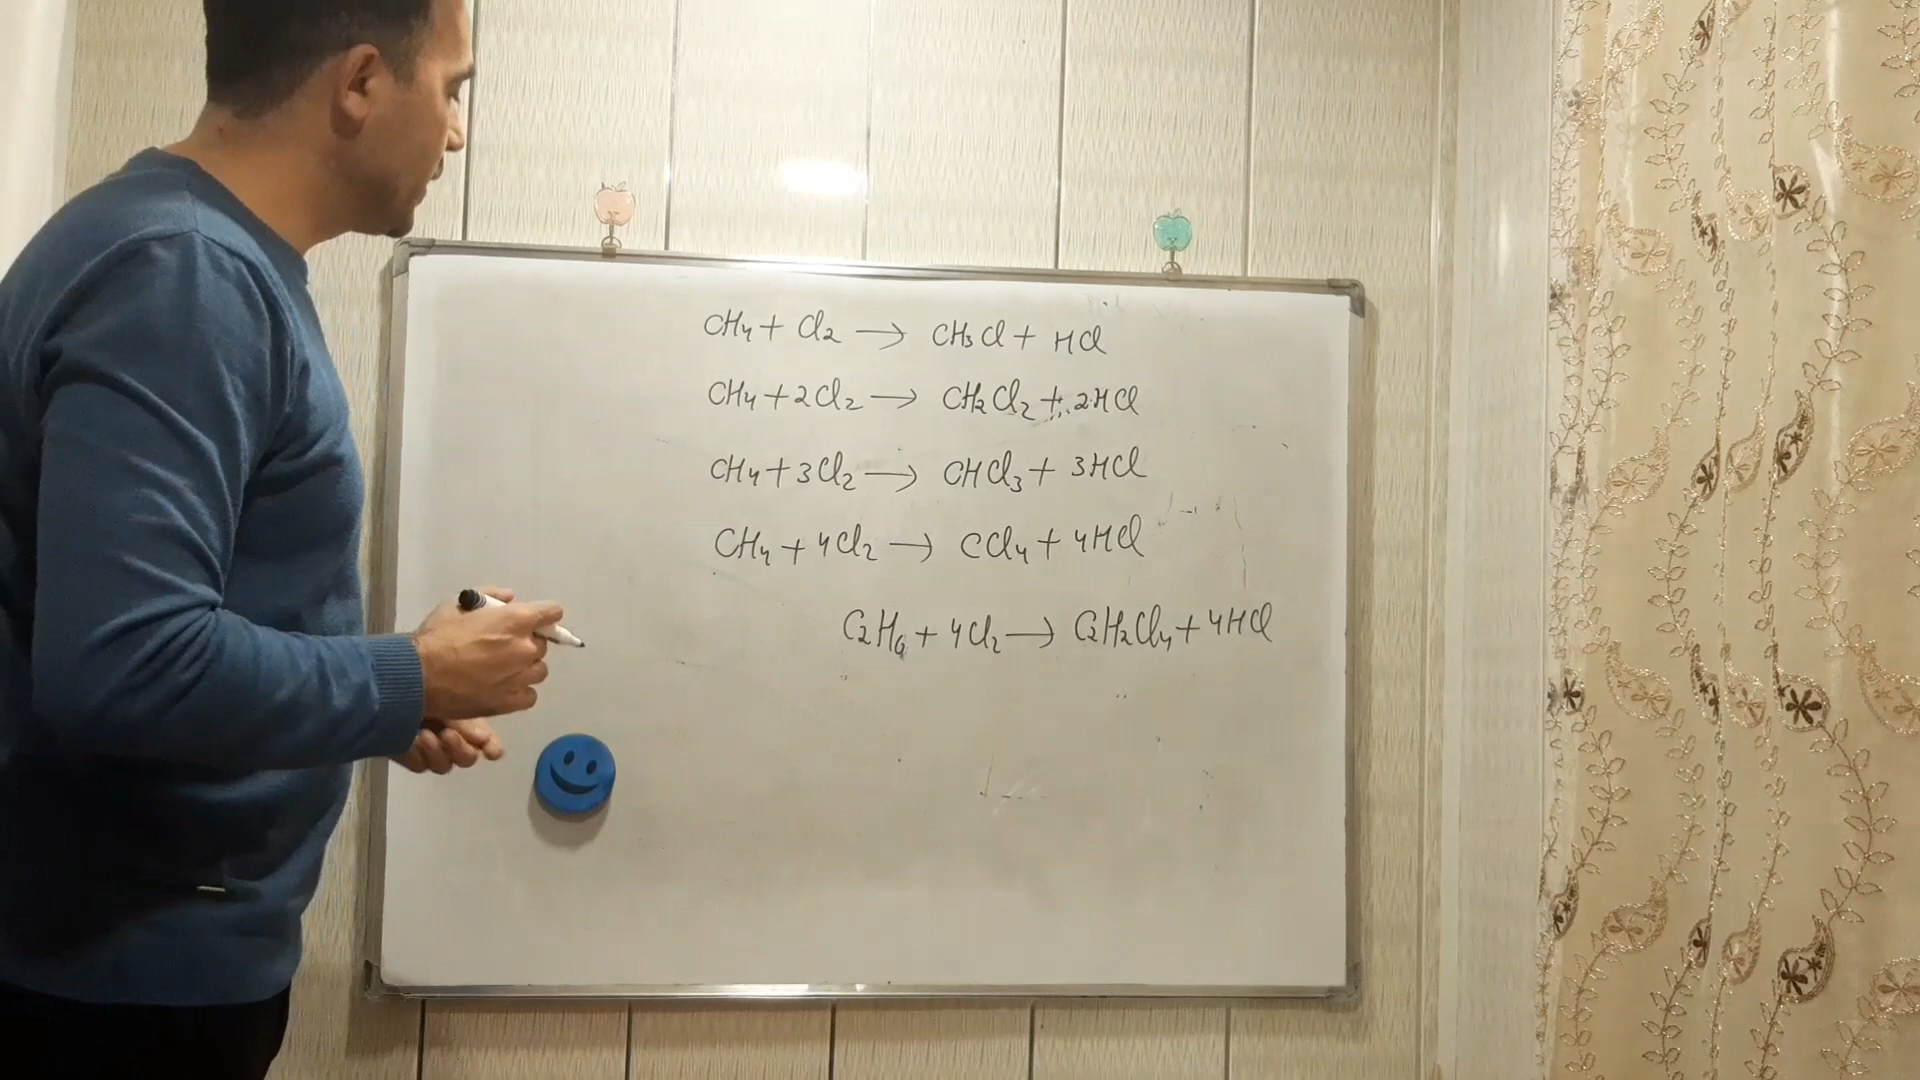 CH4 + Cl2 → CH3Cl + HCl
CH4 + 2Cl2 → CH2Cl2 + 2HCl
CH4 + 3Cl2 → CHCl3 + 3HCl
CH4 + 4Cl2 → CCl4 + 4HCl
C2H6 + 4Cl2 → C2H2Cl4 + 4HCl